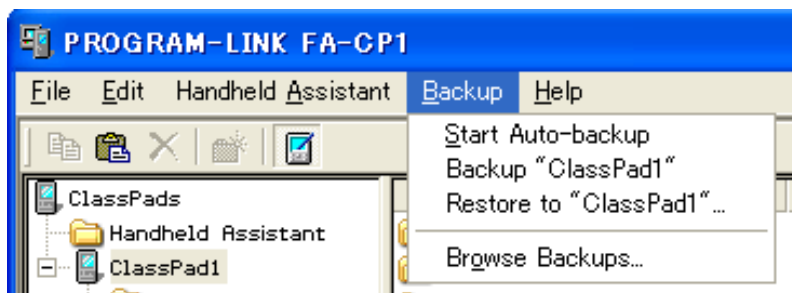 PROGRAM-LINK FA-CP1
File Edit Handheld Assistant Backup Help
Start Auto-backup
Backup "ClassPad1"
Restore to "ClassPad1"...
Browse Backups...
ClassPads
Handheld Assistant
ClassPad1